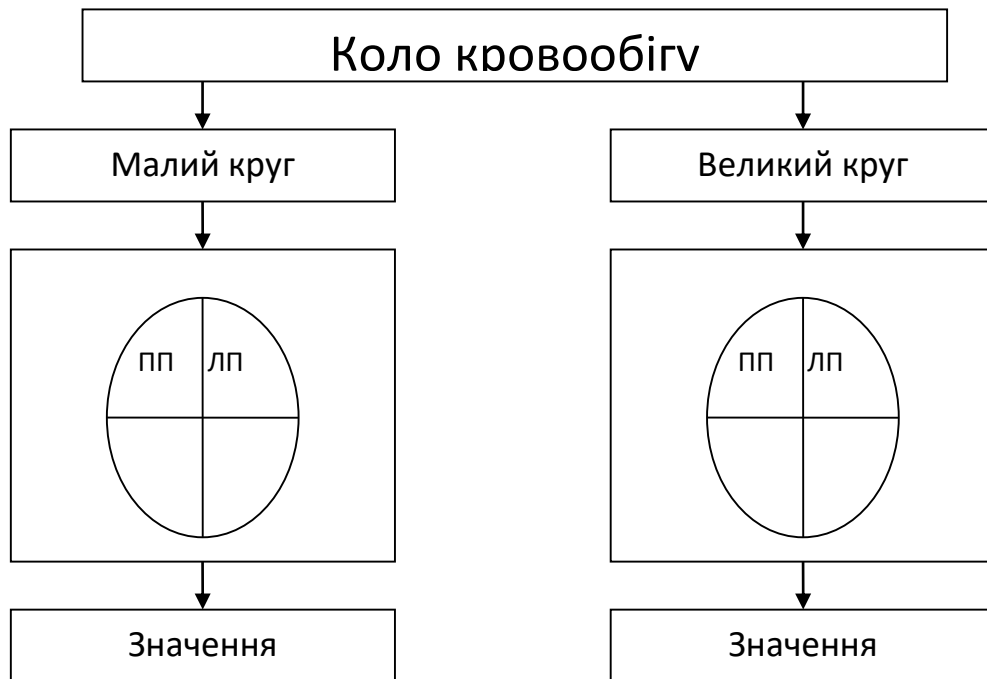 Коло кровообігу
Малий круг
Великий круг
ПП ЛП
ПП ЛП
Значення
Значення